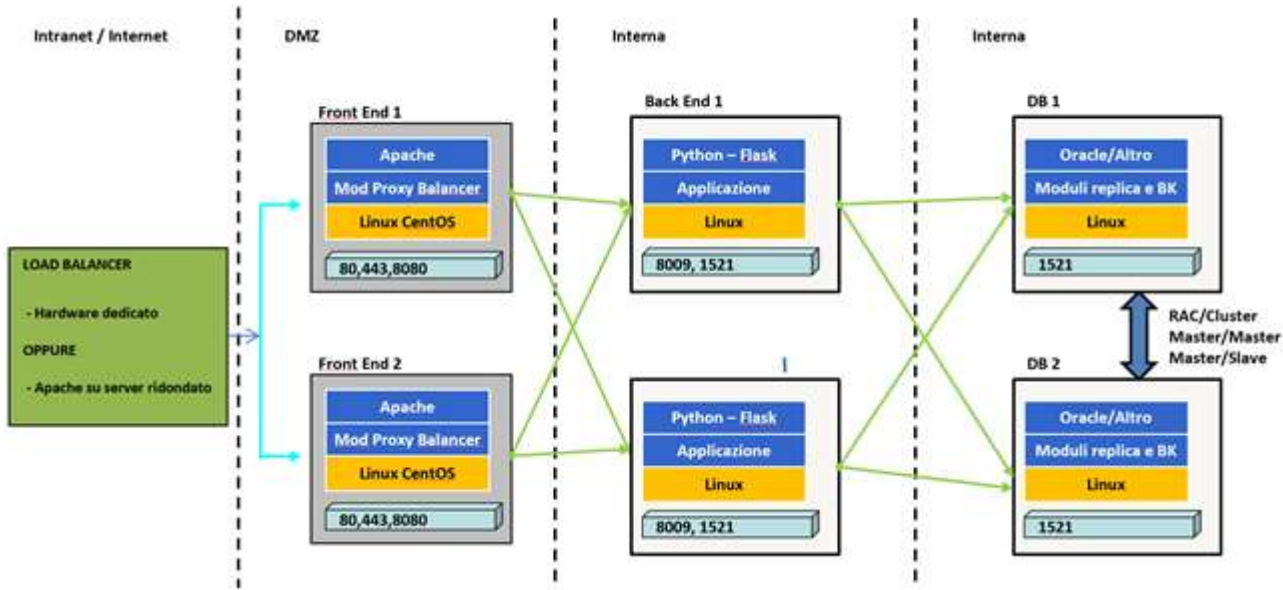 Intranet / Internet
DMZ
Interna
Interna
Front End 1
Apache
Mod Proxy Balancer
Linux CentOS
80,443,8080
Back End 1
Python – Flask
Applicazione
Linux
8009, 1521
DB 1
Oracle/Altro
Moduli replica e BK
Linux
1521
LOAD BALANCER
- Hardware dedicato
OPPURE
- Apache su server ridondato
RAC/Cluster
Master/Master
Master/Slave
Front End 2
Apache
Mod Proxy Balancer
Linux CentOS
80,443,8080
Python – Flask
Applicazione
Linux
8009, 1521
DB 2
Oracle/Altro
Moduli replica e BK
Linux
1521